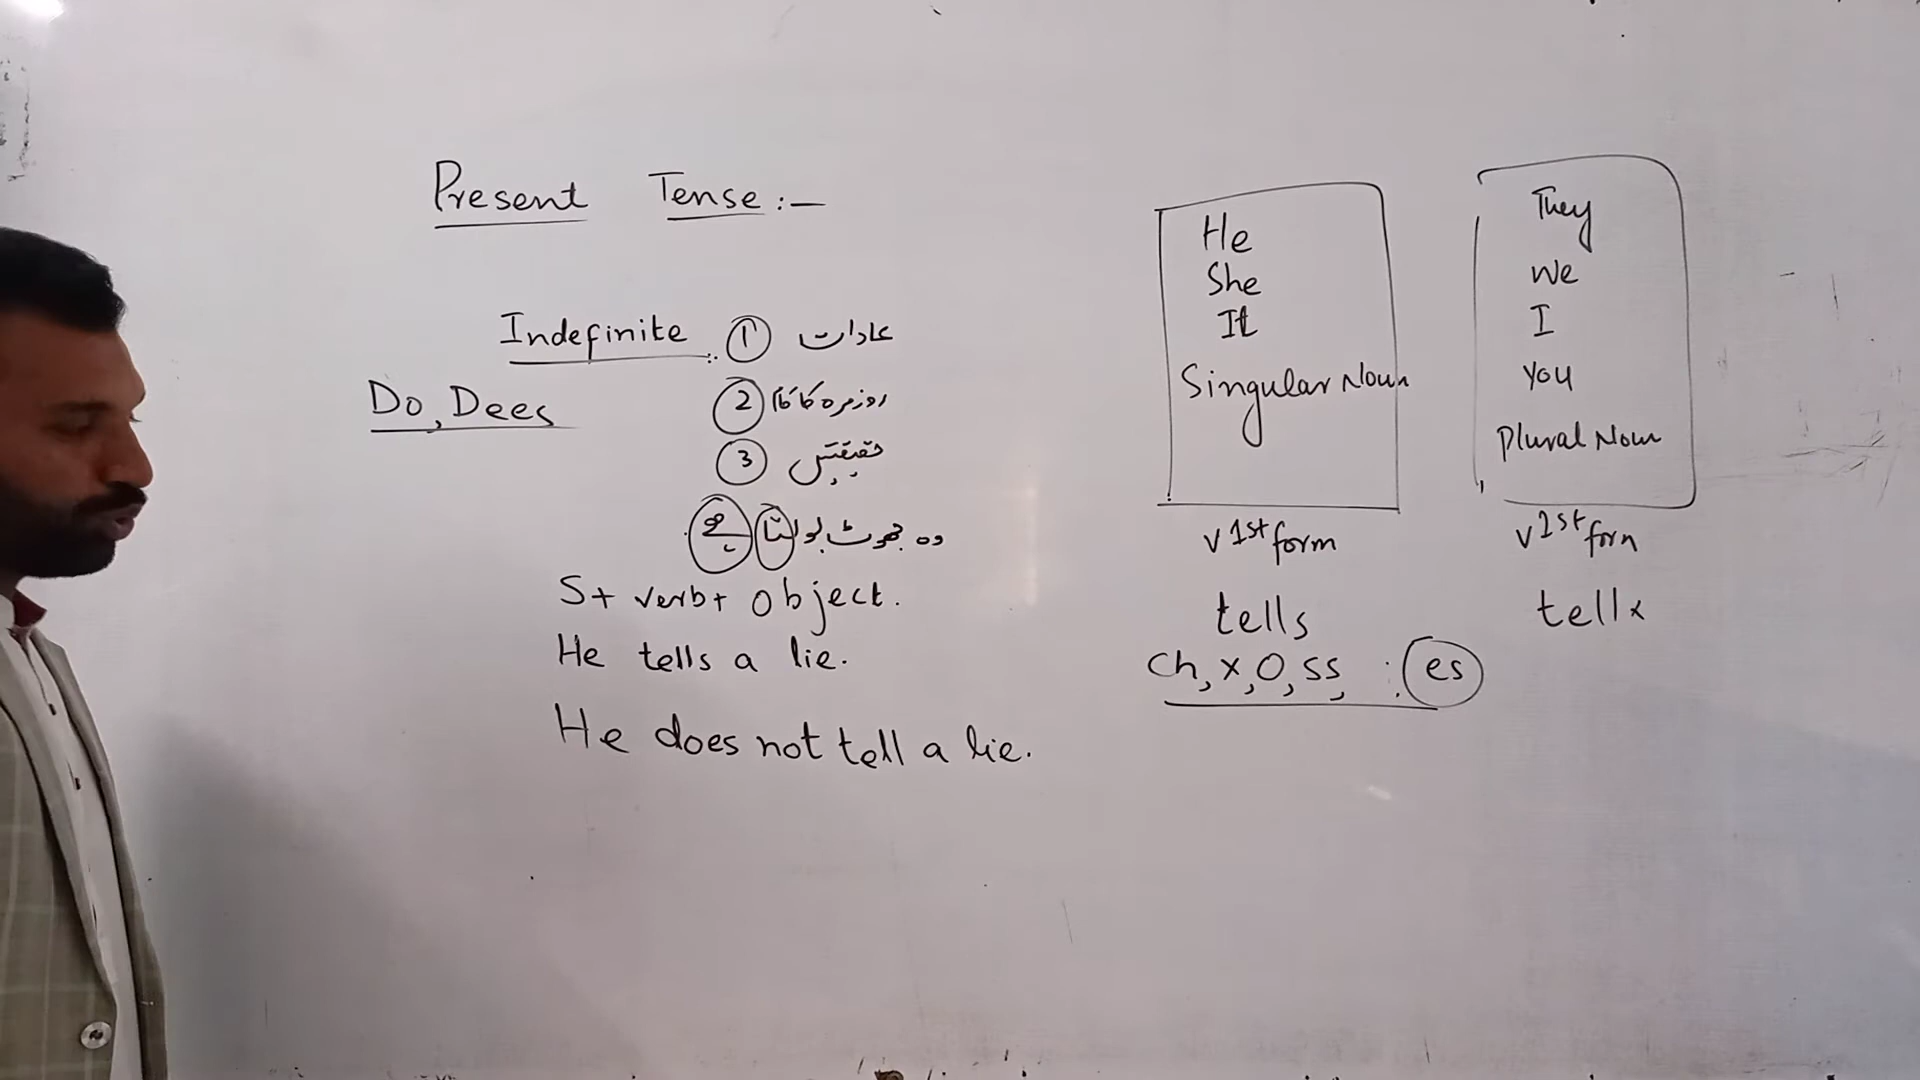 Present Tense :-
Indefinite .. ① عادات
Do, Does
② روزمرہ کا کام
③ حقیقتیں
وہ جھوٹ بولتا ہے
S+ verb+ Object.
He tells a lie.
He does not tell a lie.
He
She
It
Singular Noun
v 1st form
tells
ch, x, O, ss, : es
They
We
I
You
Plural Noun
v 1st form
tell x